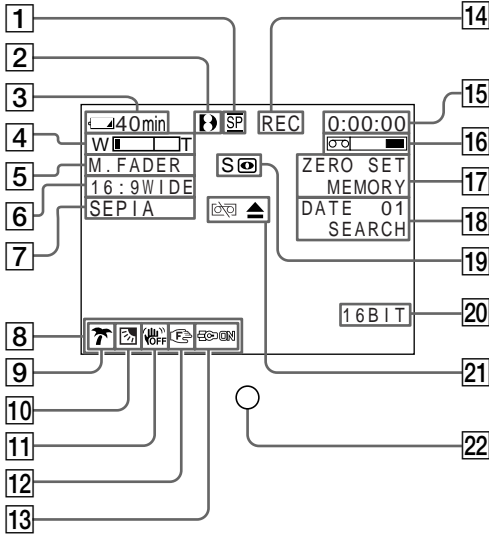 1
2
3
4
5
6
7
8
9
10
11
12
13
14
15
16
17
18
19
20
21
22
40min SP REC 0:00:00
W T
M.FADER S ZERO SET
16:9WIDE MEMORY
SEPIA DATE 01
SEARCH
16BIT
OFF F ON